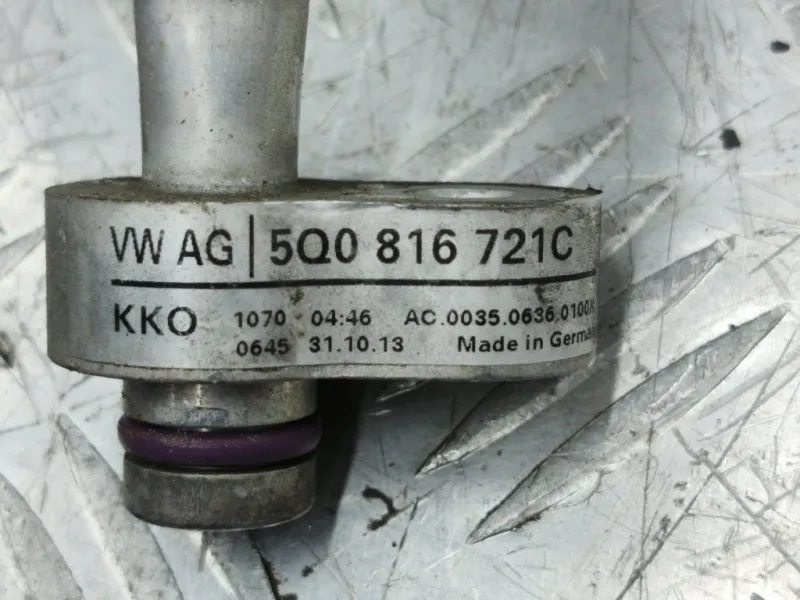 VW AG | 5Q0 816 721C
KKO 1070 04:46 AC.0035.0636.0100
0645 31.10.13 Made in German